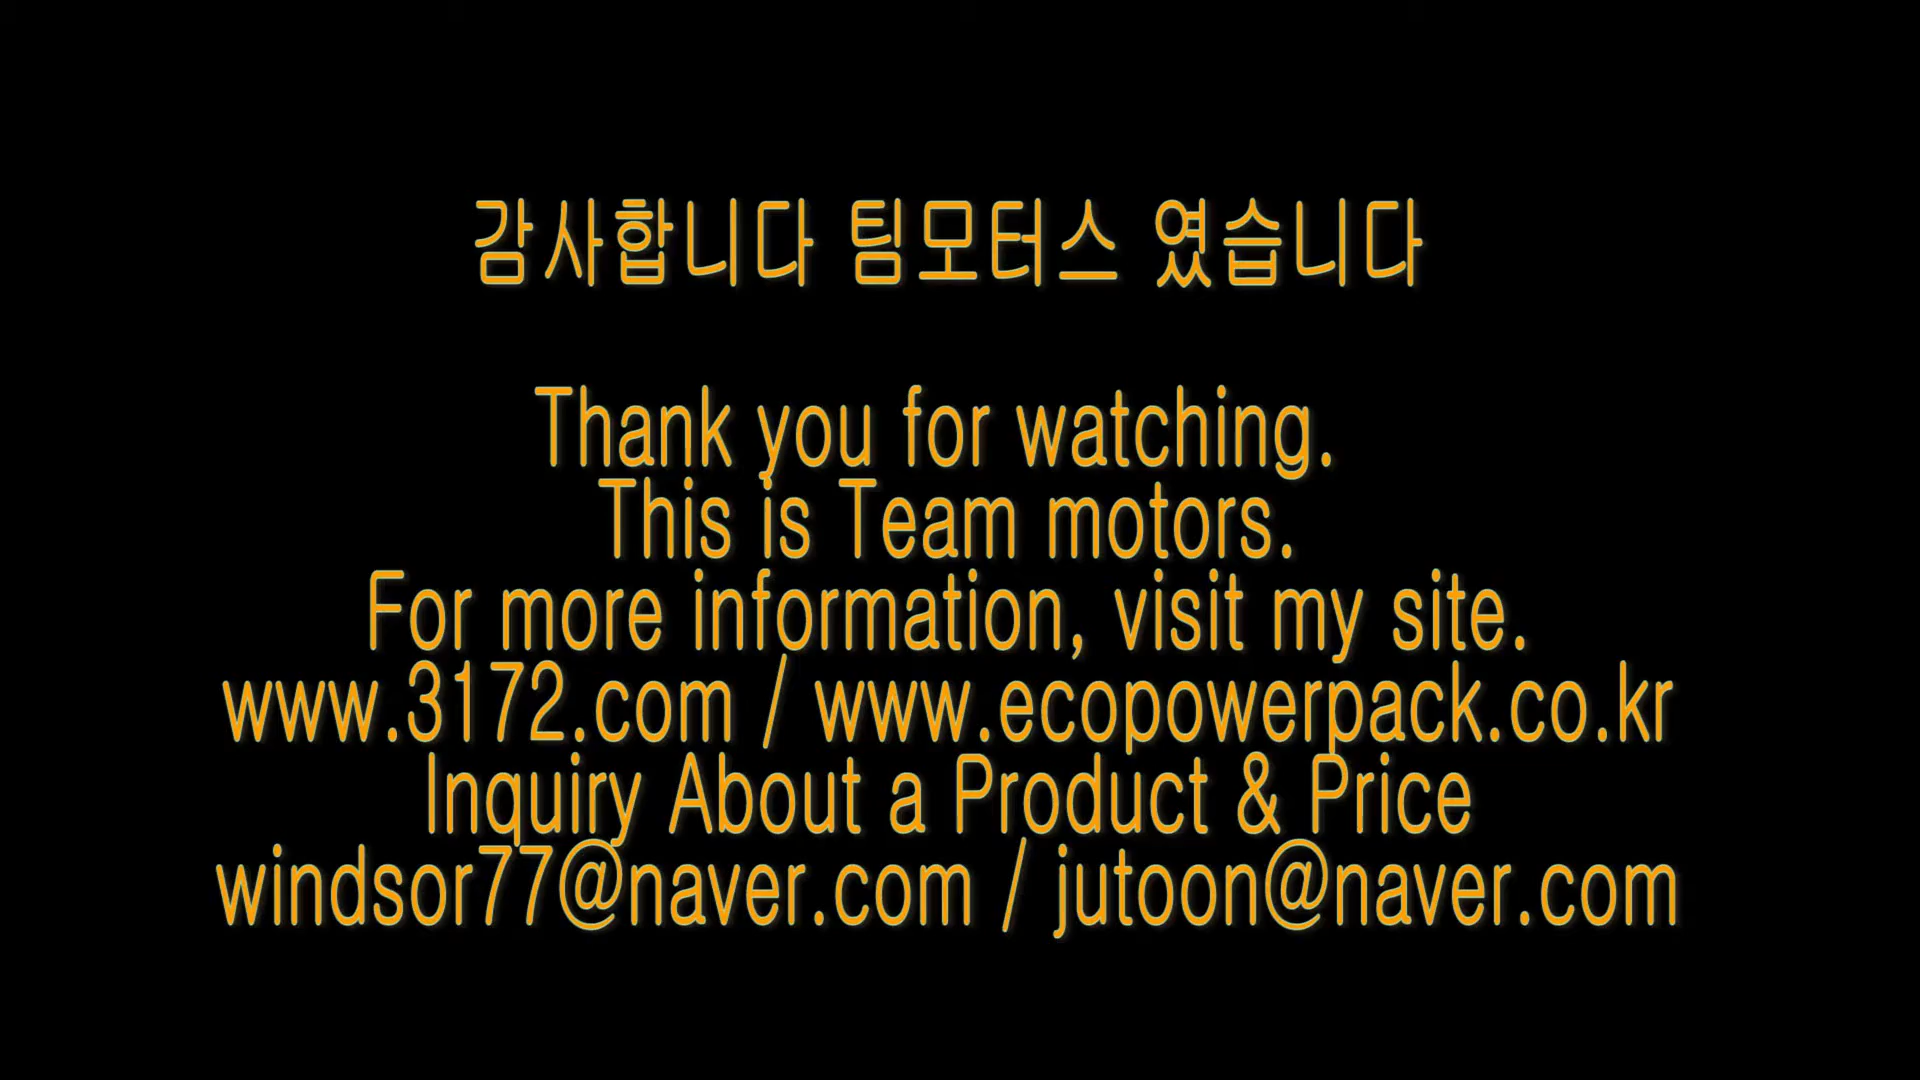 감사합니다 팀모터스 였습니다
Thank you for watching.
This is Team motors.
For more information, visit my site.
www.3172.com / www.ecopowerpack.co.kr
Inquiry About a Product & Price
windsor77@naver.com / jutoon@naver.com